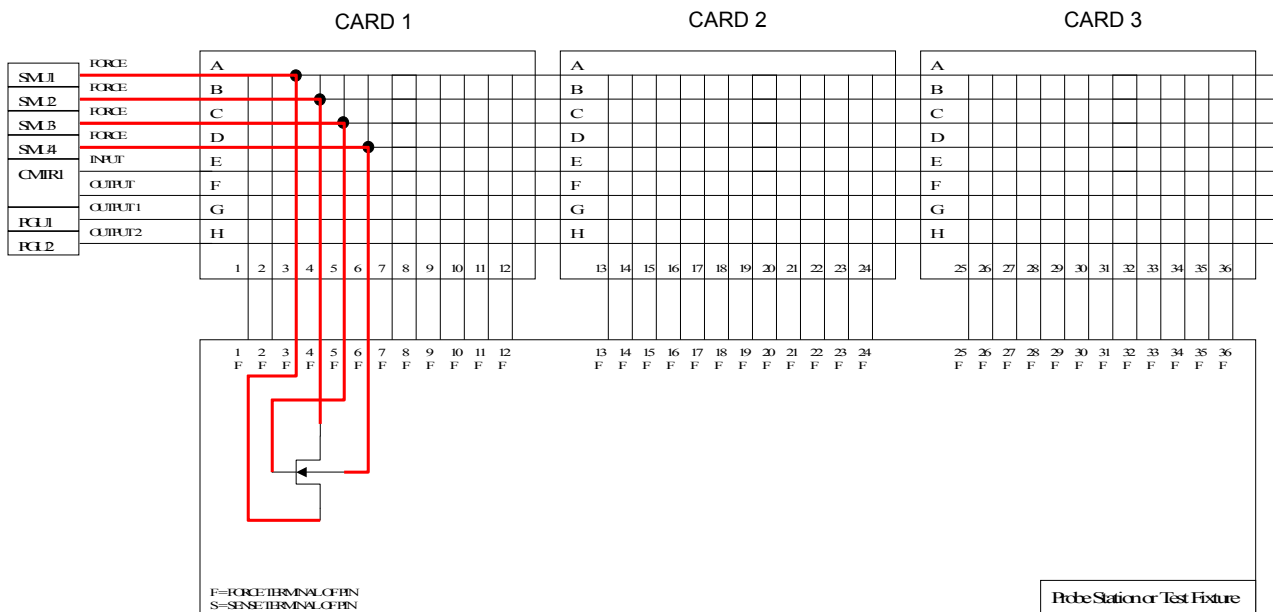 CARD 1 CARD 2 CARD 3
FORCE
A A A
SMU1
FORCE
B B B
SMU2
FORCE
C C C
SMU3
FORCE
D D D
SMU4
INPUT
E E E
CMTR1
OUTPUT
F F F
OUTPUT1
G G G
PGU1
OUTPUT2
H H H
PGU2
1 2 3 4 5 6 7 8 9 10 11 12 13 14 15 16 17 18 19 20 21 22 23 24 25 26 27 28 29 30 31 32 33 34 35 36
1 2 3 4 5 6 7 8 9 10 11 12 13 14 15 16 17 18 19 20 21 22 23 24 25 26 27 28 29 30 31 32 33 34 35 36
F F F F F F F F F F F F F F F F F F F F F F F F F F F F F F F F F F F F
F=FORCE TERMINAL OF PIN
S=SENSE TERMINAL OF PIN
Probe Station or Test Fixture